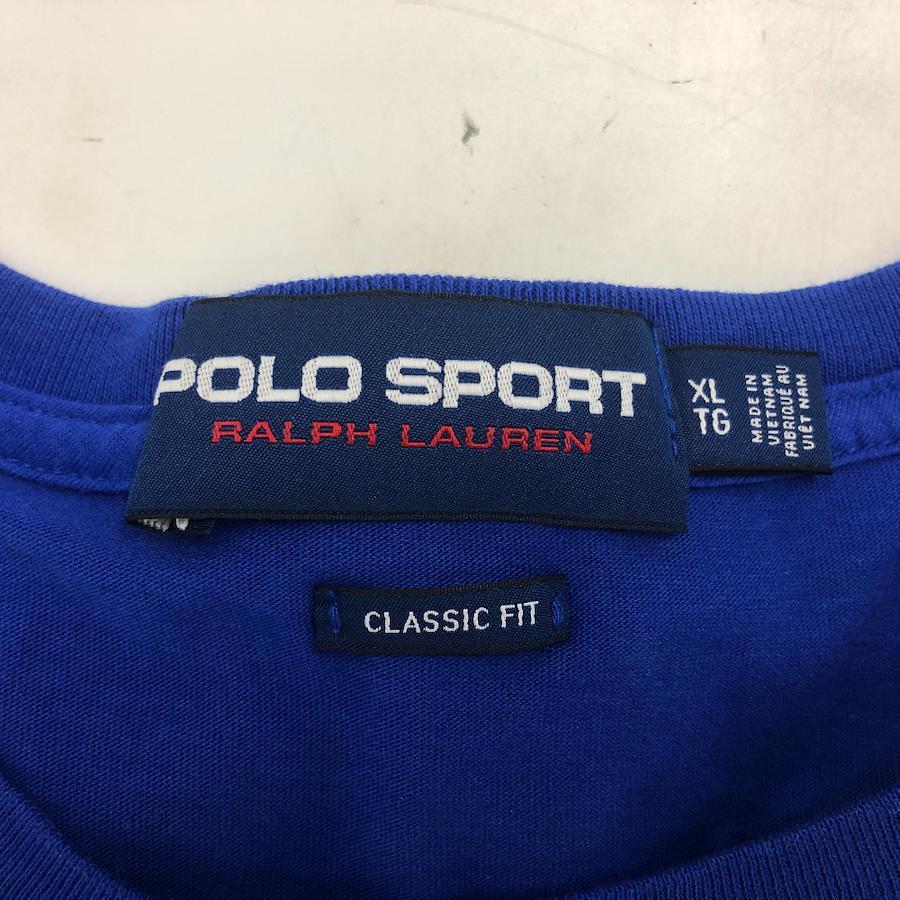 POLO SPORT
RALPH LAUREN
XL
TG
MADE IN
VIETNAM
FABRIQUÉ AU
VIÊT NAM
CLASSIC FIT